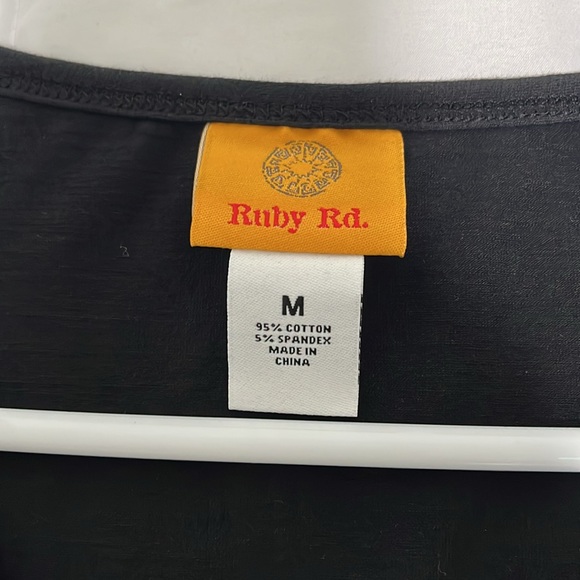 Ruby Rd.
M
95% COTTON
5% SPANDEX
MADE IN
CHINA